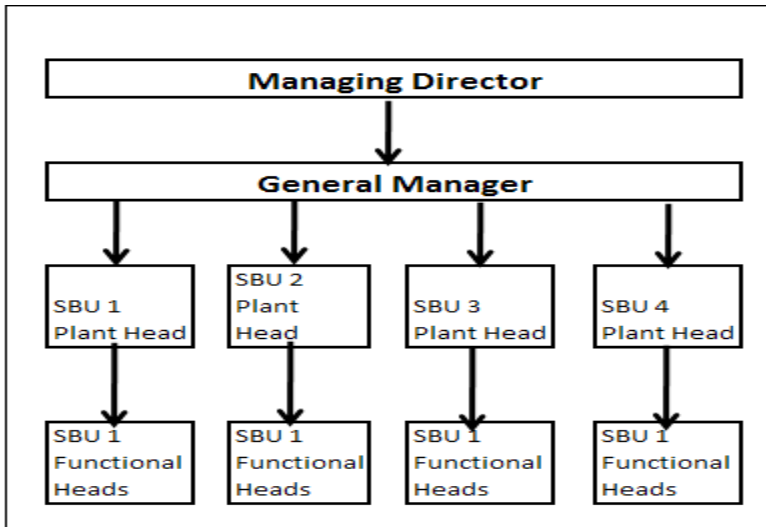 Managing Director
General Manager
SBU 1
Plant Head
SBU 2
Plant
Head
SBU 3
Plant Head
SBU 4
Plant Head
SBU 1
Functional
Heads
SBU 1
Functional
Heads
SBU 1
Functional
Heads
SBU 1
Functional
Heads